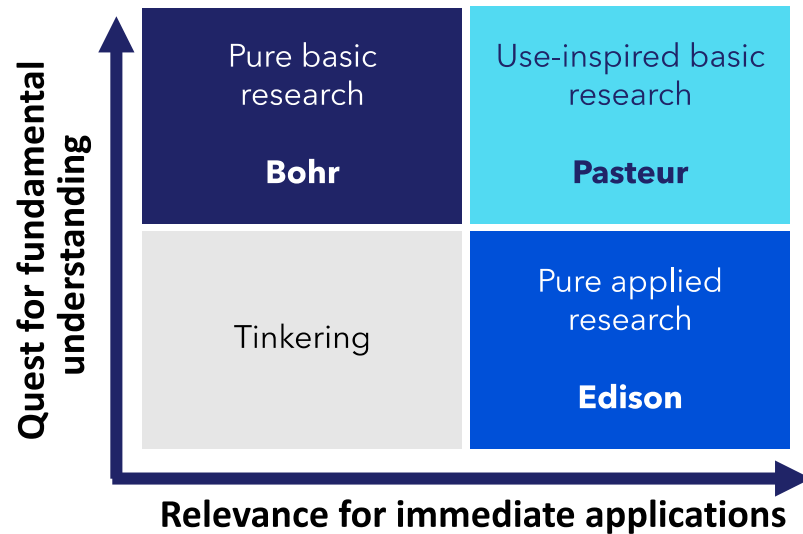 Quest for fundamental
understanding
Pure basic
research
Bohr
Use-inspired basic
research
Pasteur
Tinkering
Pure applied
research
Edison
Relevance for immediate applications